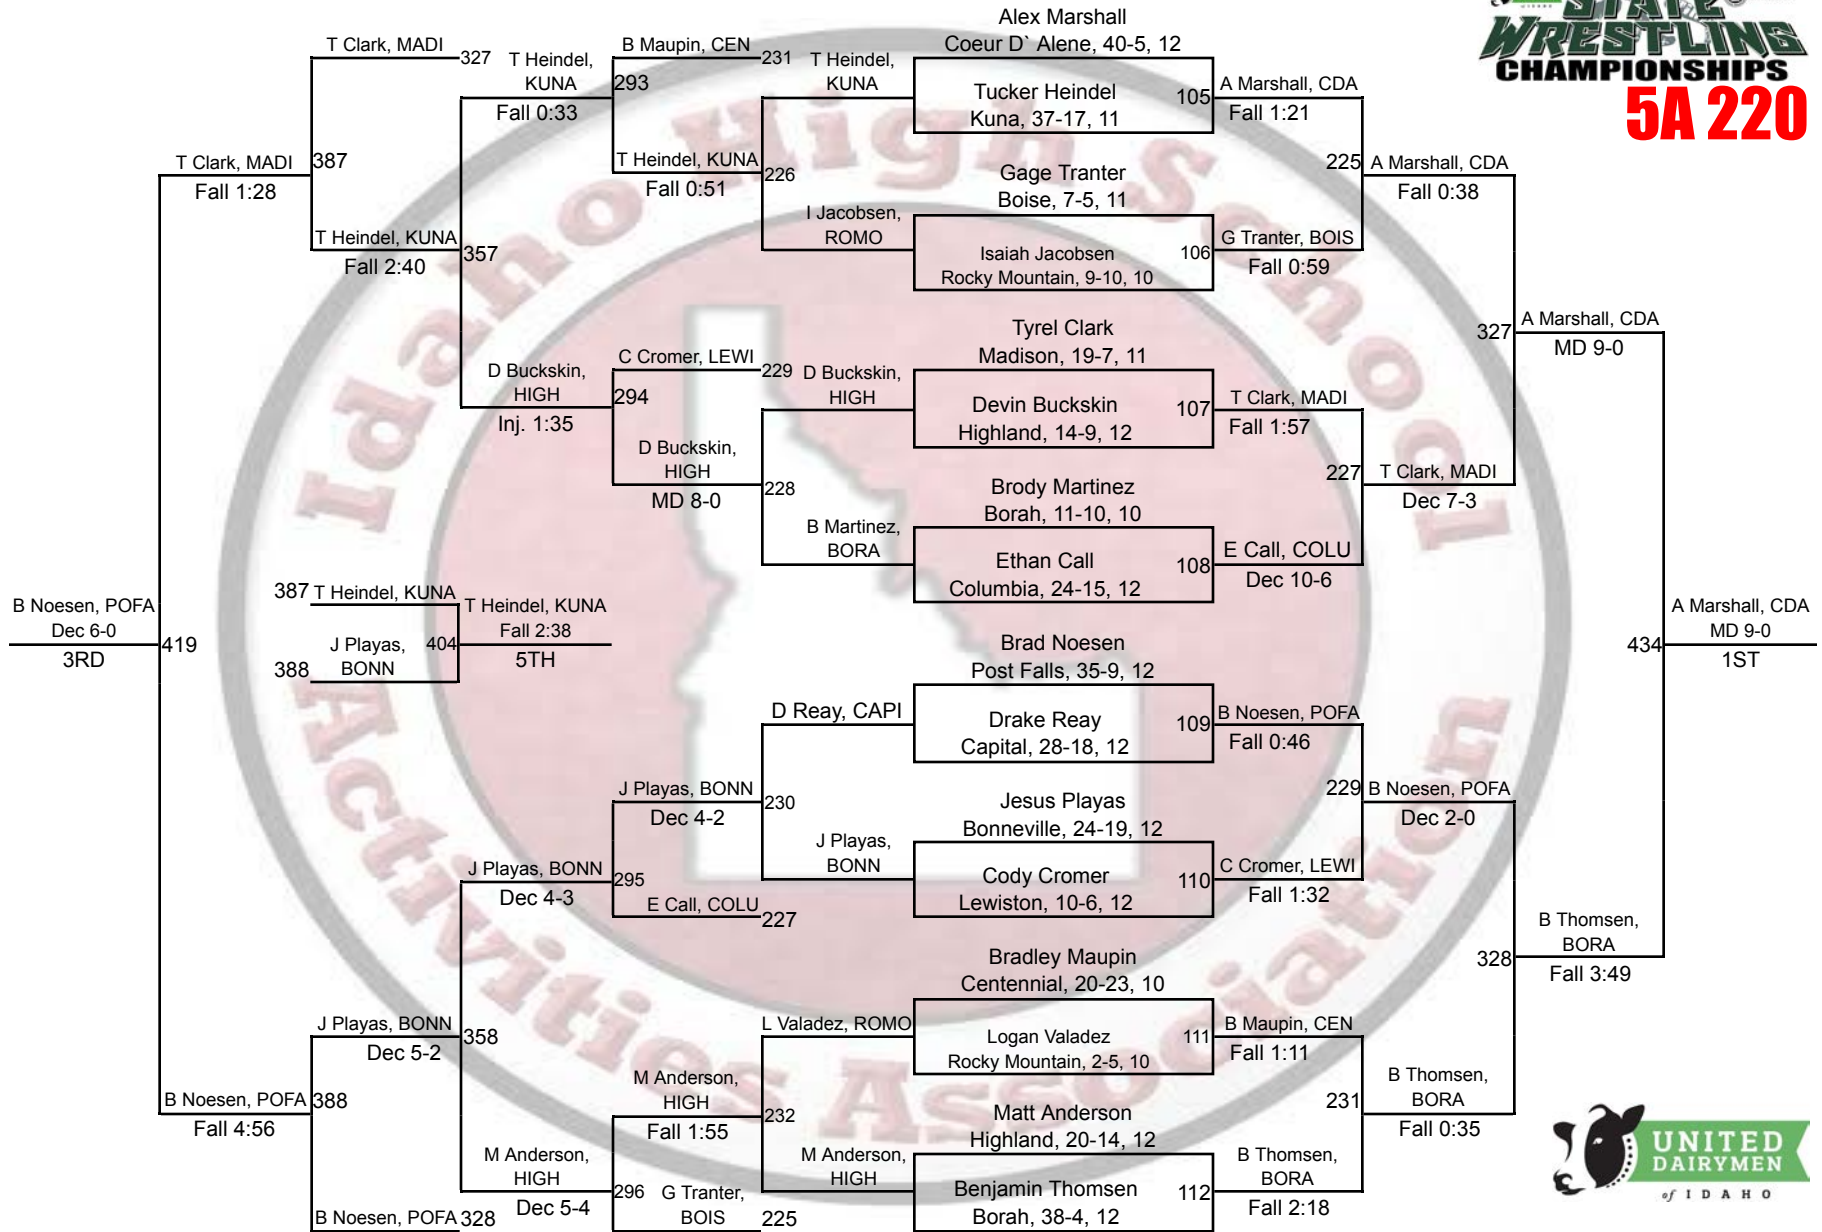 STATE
WRESTLING
CHAMPIONSHIPS
5A 220
Idaho High School
Activities Association
T Clark, MADI
327
T Heindel,
KUNA
Fall 0:33
B Maupin, CEN
231
293
T Heindel,
KUNA
T Clark, MADI
Fall 1:28
387
T Heindel, KUNA
Fall 0:51
226
T Heindel, KUNA
Fall 2:40
357
I Jacobsen,
ROMO
D Buckskin,
HIGH
Inj. 1:35
C Cromer, LEWI
229
294
D Buckskin,
HIGH
D Buckskin,
HIGH
MD 8-0
228
B Martinez,
BORA
387
T Heindel, KUNA
T Heindel, KUNA
Fall 2:38
5TH
404
J Playas,
BONN
388
B Noesen, POFA
Dec 6-0
3RD
419
D Reay, CAPI
J Playas, BONN
Dec 4-2
230
J Playas,
BONN
J Playas, BONN
Dec 4-3
295
E Call, COLU
227
J Playas, BONN
Dec 5-2
358
L Valadez, ROMO
M Anderson,
HIGH
Fall 1:55
232
B Noesen, POFA
Fall 4:56
388
M Anderson,
HIGH
Dec 5-4
M Anderson,
HIGH
296
G Tranter,
BOIS
225
B Noesen, POFA
328
Alex Marshall
Coeur D` Alene, 40-5, 12
Tucker Heindel
Kuna, 37-17, 11
105
A Marshall, CDA
Fall 1:21
Gage Tranter
Boise, 7-5, 11
Isaiah Jacobsen
Rocky Mountain, 9-10, 10
106
G Tranter, BOIS
Fall 0:59
225
A Marshall, CDA
Fall 0:38
Tyrel Clark
Madison, 19-7, 11
Devin Buckskin
Highland, 14-9, 12
107
T Clark, MADI
Fall 1:57
Brody Martinez
Borah, 11-10, 10
Ethan Call
Columbia, 24-15, 12
108
E Call, COLU
Dec 10-6
227
T Clark, MADI
Dec 7-3
327
A Marshall, CDA
MD 9-0
Brad Noesen
Post Falls, 35-9, 12
Drake Reay
Capital, 28-18, 12
109
B Noesen, POFA
Fall 0:46
Jesus Playas
Bonneville, 24-19, 12
Cody Cromer
Lewiston, 10-6, 12
110
C Cromer, LEWI
Fall 1:32
229
B Noesen, POFA
Dec 2-0
Bradley Maupin
Centennial, 20-23, 10
Logan Valadez
Rocky Mountain, 2-5, 10
111
B Maupin, CEN
Fall 1:11
Matt Anderson
Highland, 20-14, 12
Benjamin Thomsen
Borah, 38-4, 12
112
B Thomsen,
BORA
Fall 2:18
231
B Thomsen,
BORA
Fall 0:35
328
B Thomsen,
BORA
Fall 3:49
434
A Marshall, CDA
MD 9-0
1ST
UNITED
DAIRYMEN
of IDAHO